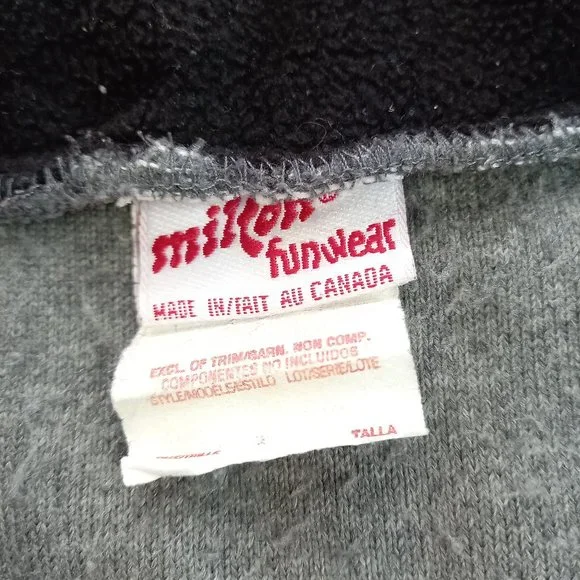 milton®
funwear
MADE IN/FAIT AU CANADA
EXCL. OF TRIM/GARN. NON COMP.
COMPONENTES NO INCLUIDOS
STYLE/MODELE/ESTILO LOT/SERIE/LOTE
TALLA